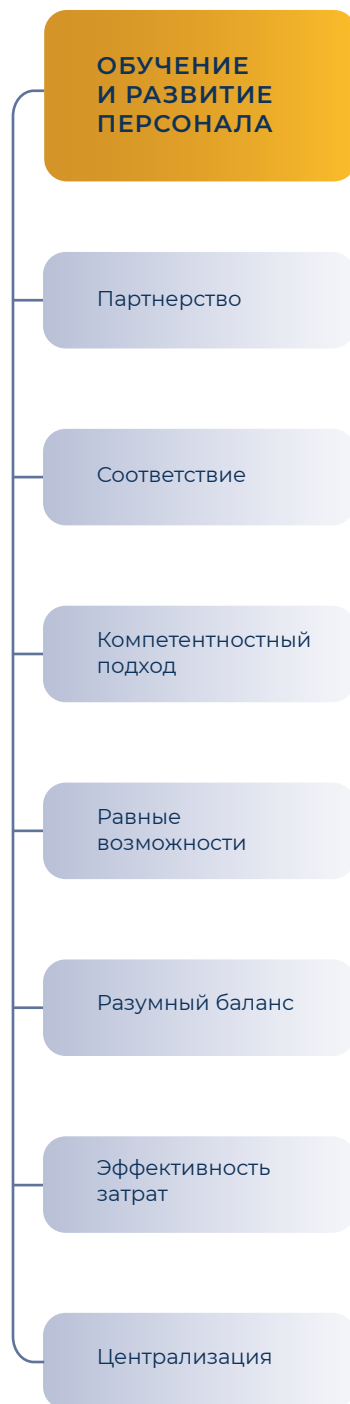 ОБУЧЕНИЕ
И РАЗВИТИЕ
ПЕРСОНАЛА
Партнерство
Соответствие
Компетентностный
подход
Равные
возможности
Разумный баланс
Эффективность
затрат
Централизация